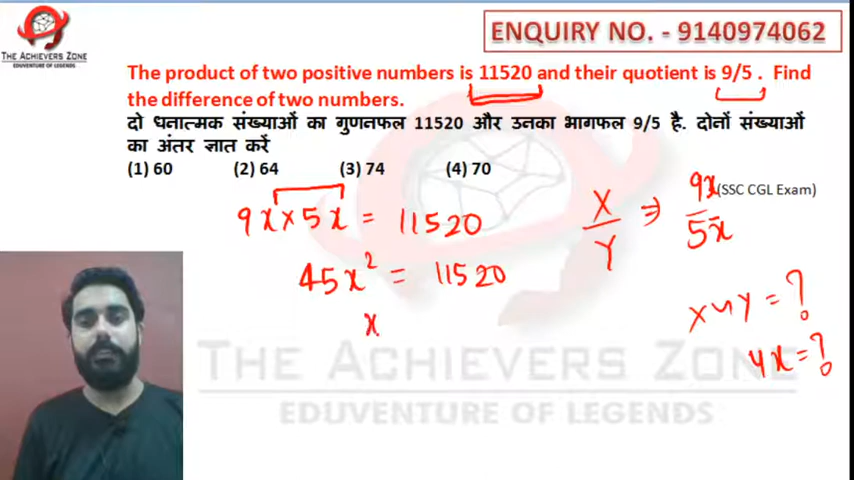 THE ACHIEVERS ZONE
EDUVENTURE OF LEGENDS
ENQUIRY NO. - 9140974062
The product of two positive numbers is 11520 and their quotient is 9/5 . Find
the difference of two numbers.
दो धनात्मक संख्याओं का गुणनफल 11520 और उनका भागफल 9/5 है. दोनों संख्याओं
का अंतर ज्ञात करें
(1) 60 (2) 64 (3) 74 (4) 70
(SSC CGL Exam)
9x × 5x = 11520
X/Y ⇒ 9x/5x
45x² = 11520
x
x ~ y = ?
4x = ?
THE ACHIEVERS ZONE
EDUVENTURE OF LEGENDS